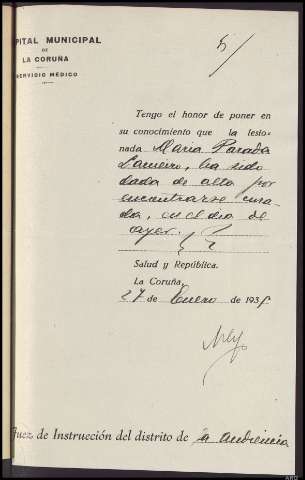 PITAL MUNICIPAL
DE
LA CORUÑA
SERVICIO MÉDICO
5/
Tengo el honor de poner en
su conocimiento que la lesio-
nada Maria Parada
Lameiro, ha sido
dada de alta por
encontrarse cura-
da, en el dia de
ayer.
Salud y República.
La Coruña
27 de Enero de 193
Juez de Instrucción del distrito de la Audiencia